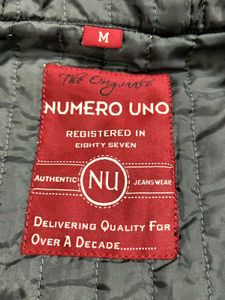 M
The Original
NUMERO UNO
REGISTERED IN
EIGHTY SEVEN
AUTHENTIC NU JEANSWEAR
DELIVERING QUALITY FOR
OVER A DECADE...........